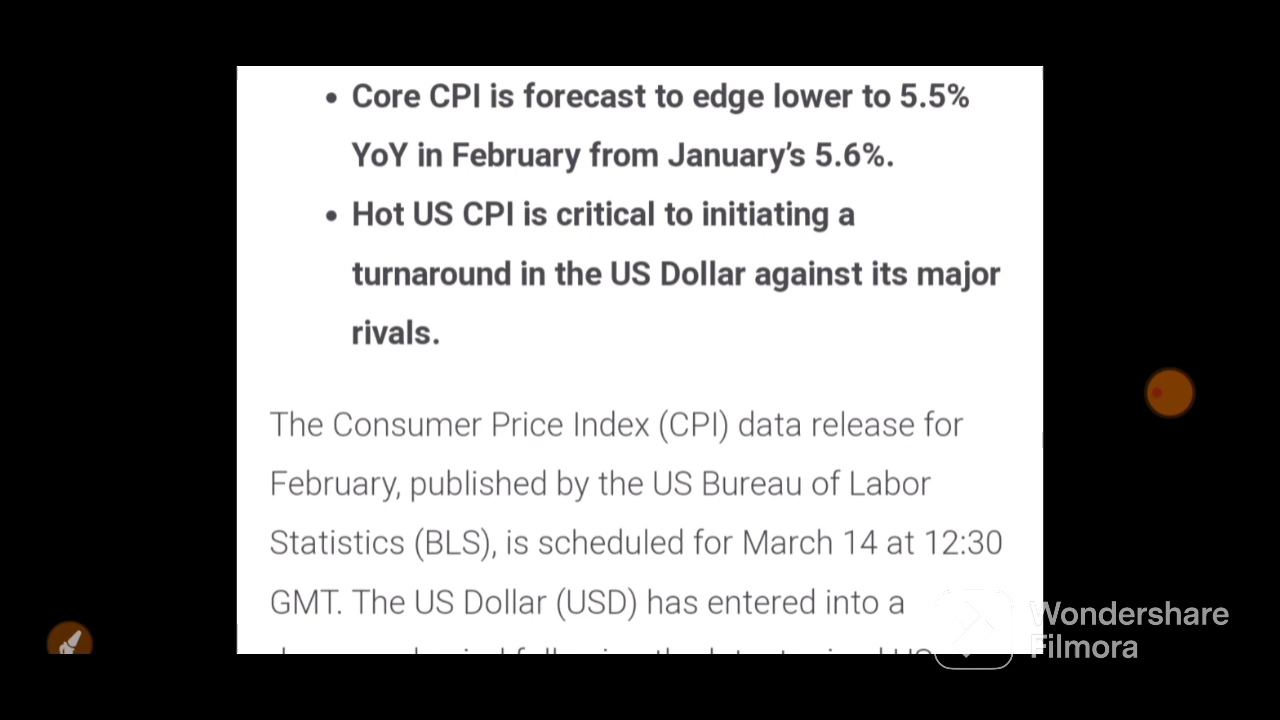 Core CPI is forecast to edge lower to 5.5%
YoY in February from January’s 5.6%.
Hot US CPI is critical to initiating a
turnaround in the US Dollar against its major
rivals.
The Consumer Price Index (CPI) data release for
February, published by the US Bureau of Labor
Statistics (BLS), is scheduled for March 14 at 12:30
GMT. The US Dollar (USD) has entered into a
Wondershare
Filmora